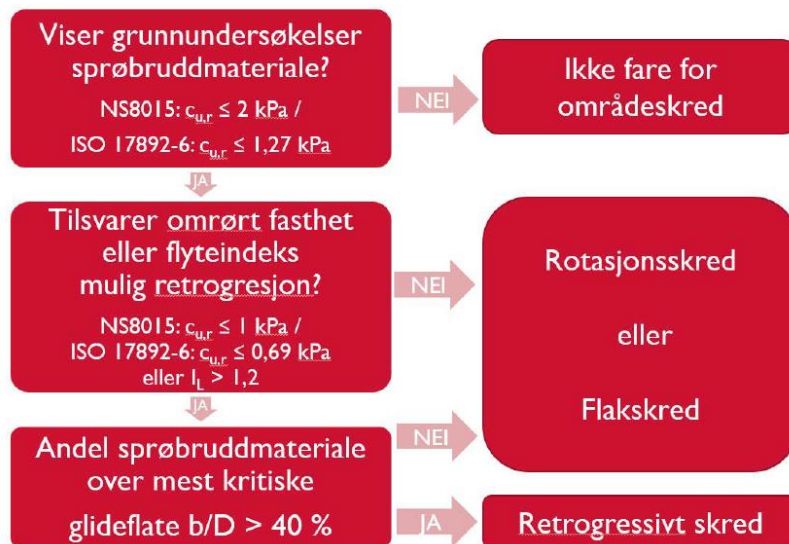 Viser grunnundersøkelser
sprøbruddmateriale?
NS8015: cu,r ≤ 2 kPa /
ISO 17892-6: cu,r ≤ 1,27 kPa
NEI
Ikke fare for
områdeskred
JA
Tilsvarer omrørt fasthet
eller flyteindeks
mulig retrogresjon?
NS8015: cu,r ≤ 1 kPa /
ISO 17892-6: cu,r ≤ 0,69 kPa
eller IL > 1,2
NEI
Rotasjonsskred
eller
Flakskred
JA
Andel sprøbruddmateriale
over mest kritiske
glideflate b/D > 40 %
NEI
JA
Retrogressivt skred